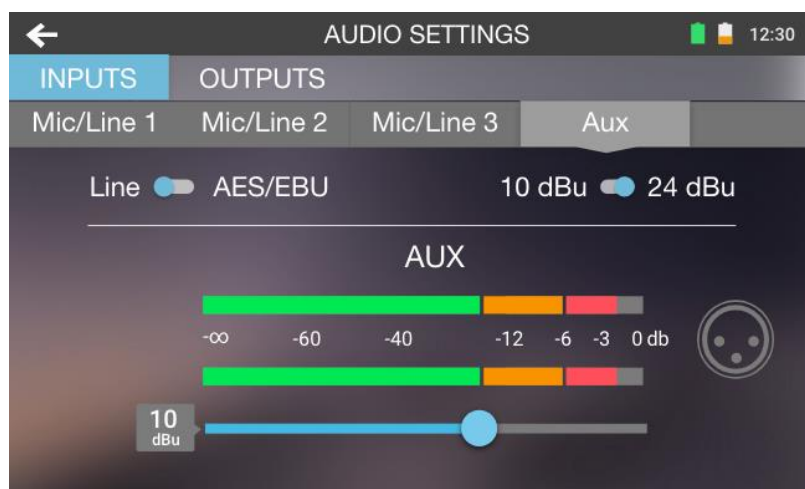 AUDIO SETTINGS 12:30
INPUTS OUTPUTS
Mic/Line 1 Mic/Line 2 Mic/Line 3 Aux
Line AES/EBU 10 dBu 24 dBu
AUX
-∞ -60 -40 -12 -6 -3 0 db
10
dBu